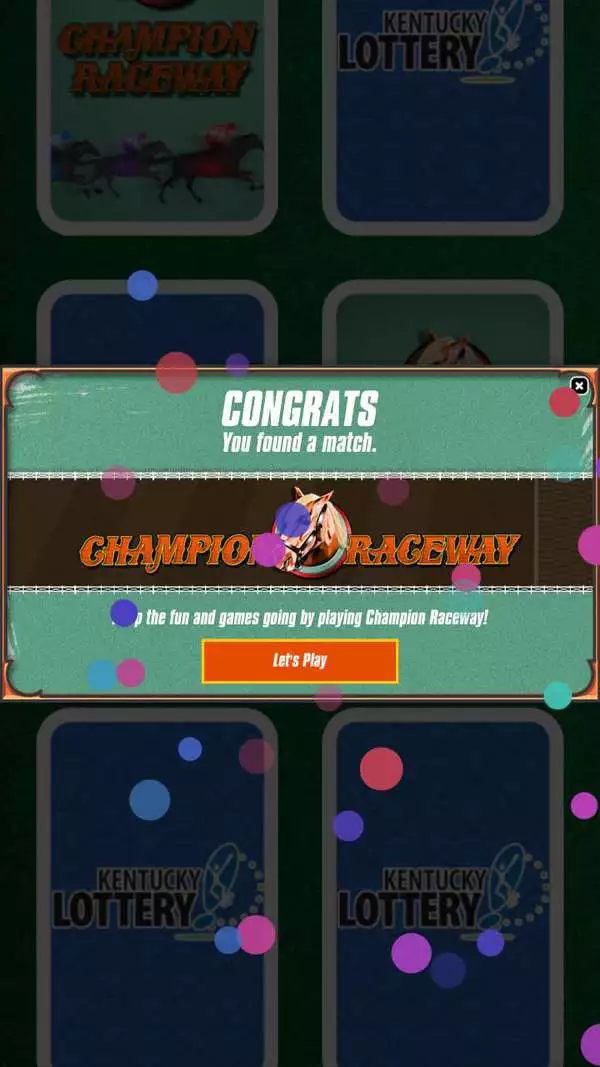 CHAMPION
RACEWAY
KENTUCKY
LOTTERY
CONGRATS
You found a match.
CHAMPION RACEWAY
the fun and games going by playing Champion Raceway!
Let's Play
KENTUCKY
LOTTERY
KENTUCKY
LOTTERY